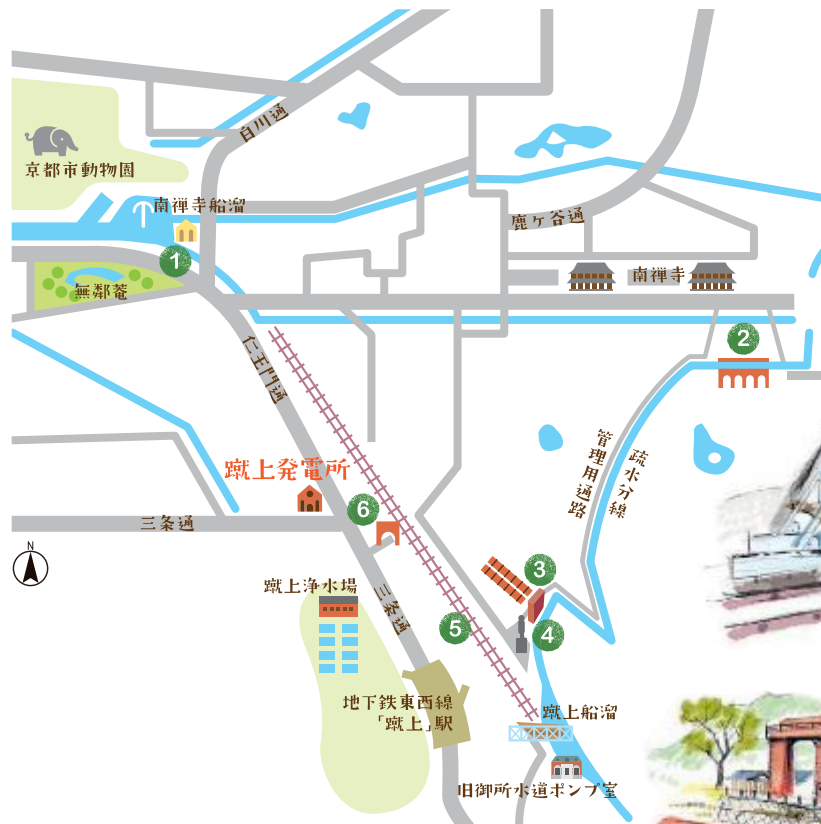 白川通
京都市動物園
南禅寺船溜
鹿ケ谷通
1
無鄰菴
南禅寺
2
仁王門通
管理用通路
疏水分線
蹴上発電所
6
三条通
N
3
蹴上浄水場
三条通
5
4
地下鉄東西線
「蹴上」駅
蹴上船溜
旧御所水道ポンプ室